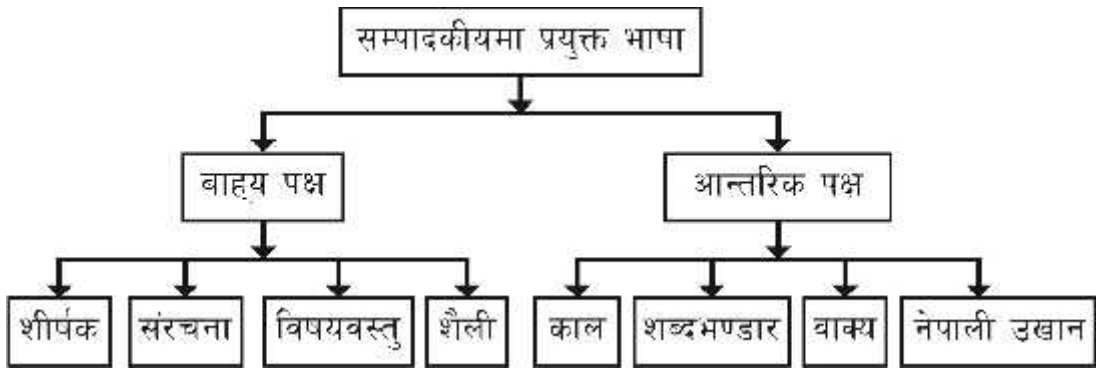 सम्पादकीयमा प्रयुक्त भाषा
बाह्य पक्ष
आन्तरिक पक्ष
शीर्षक
संरचना
विषयवस्तु
शैली
काल
शब्दभण्डार
वाक्य
नेपाली उखान